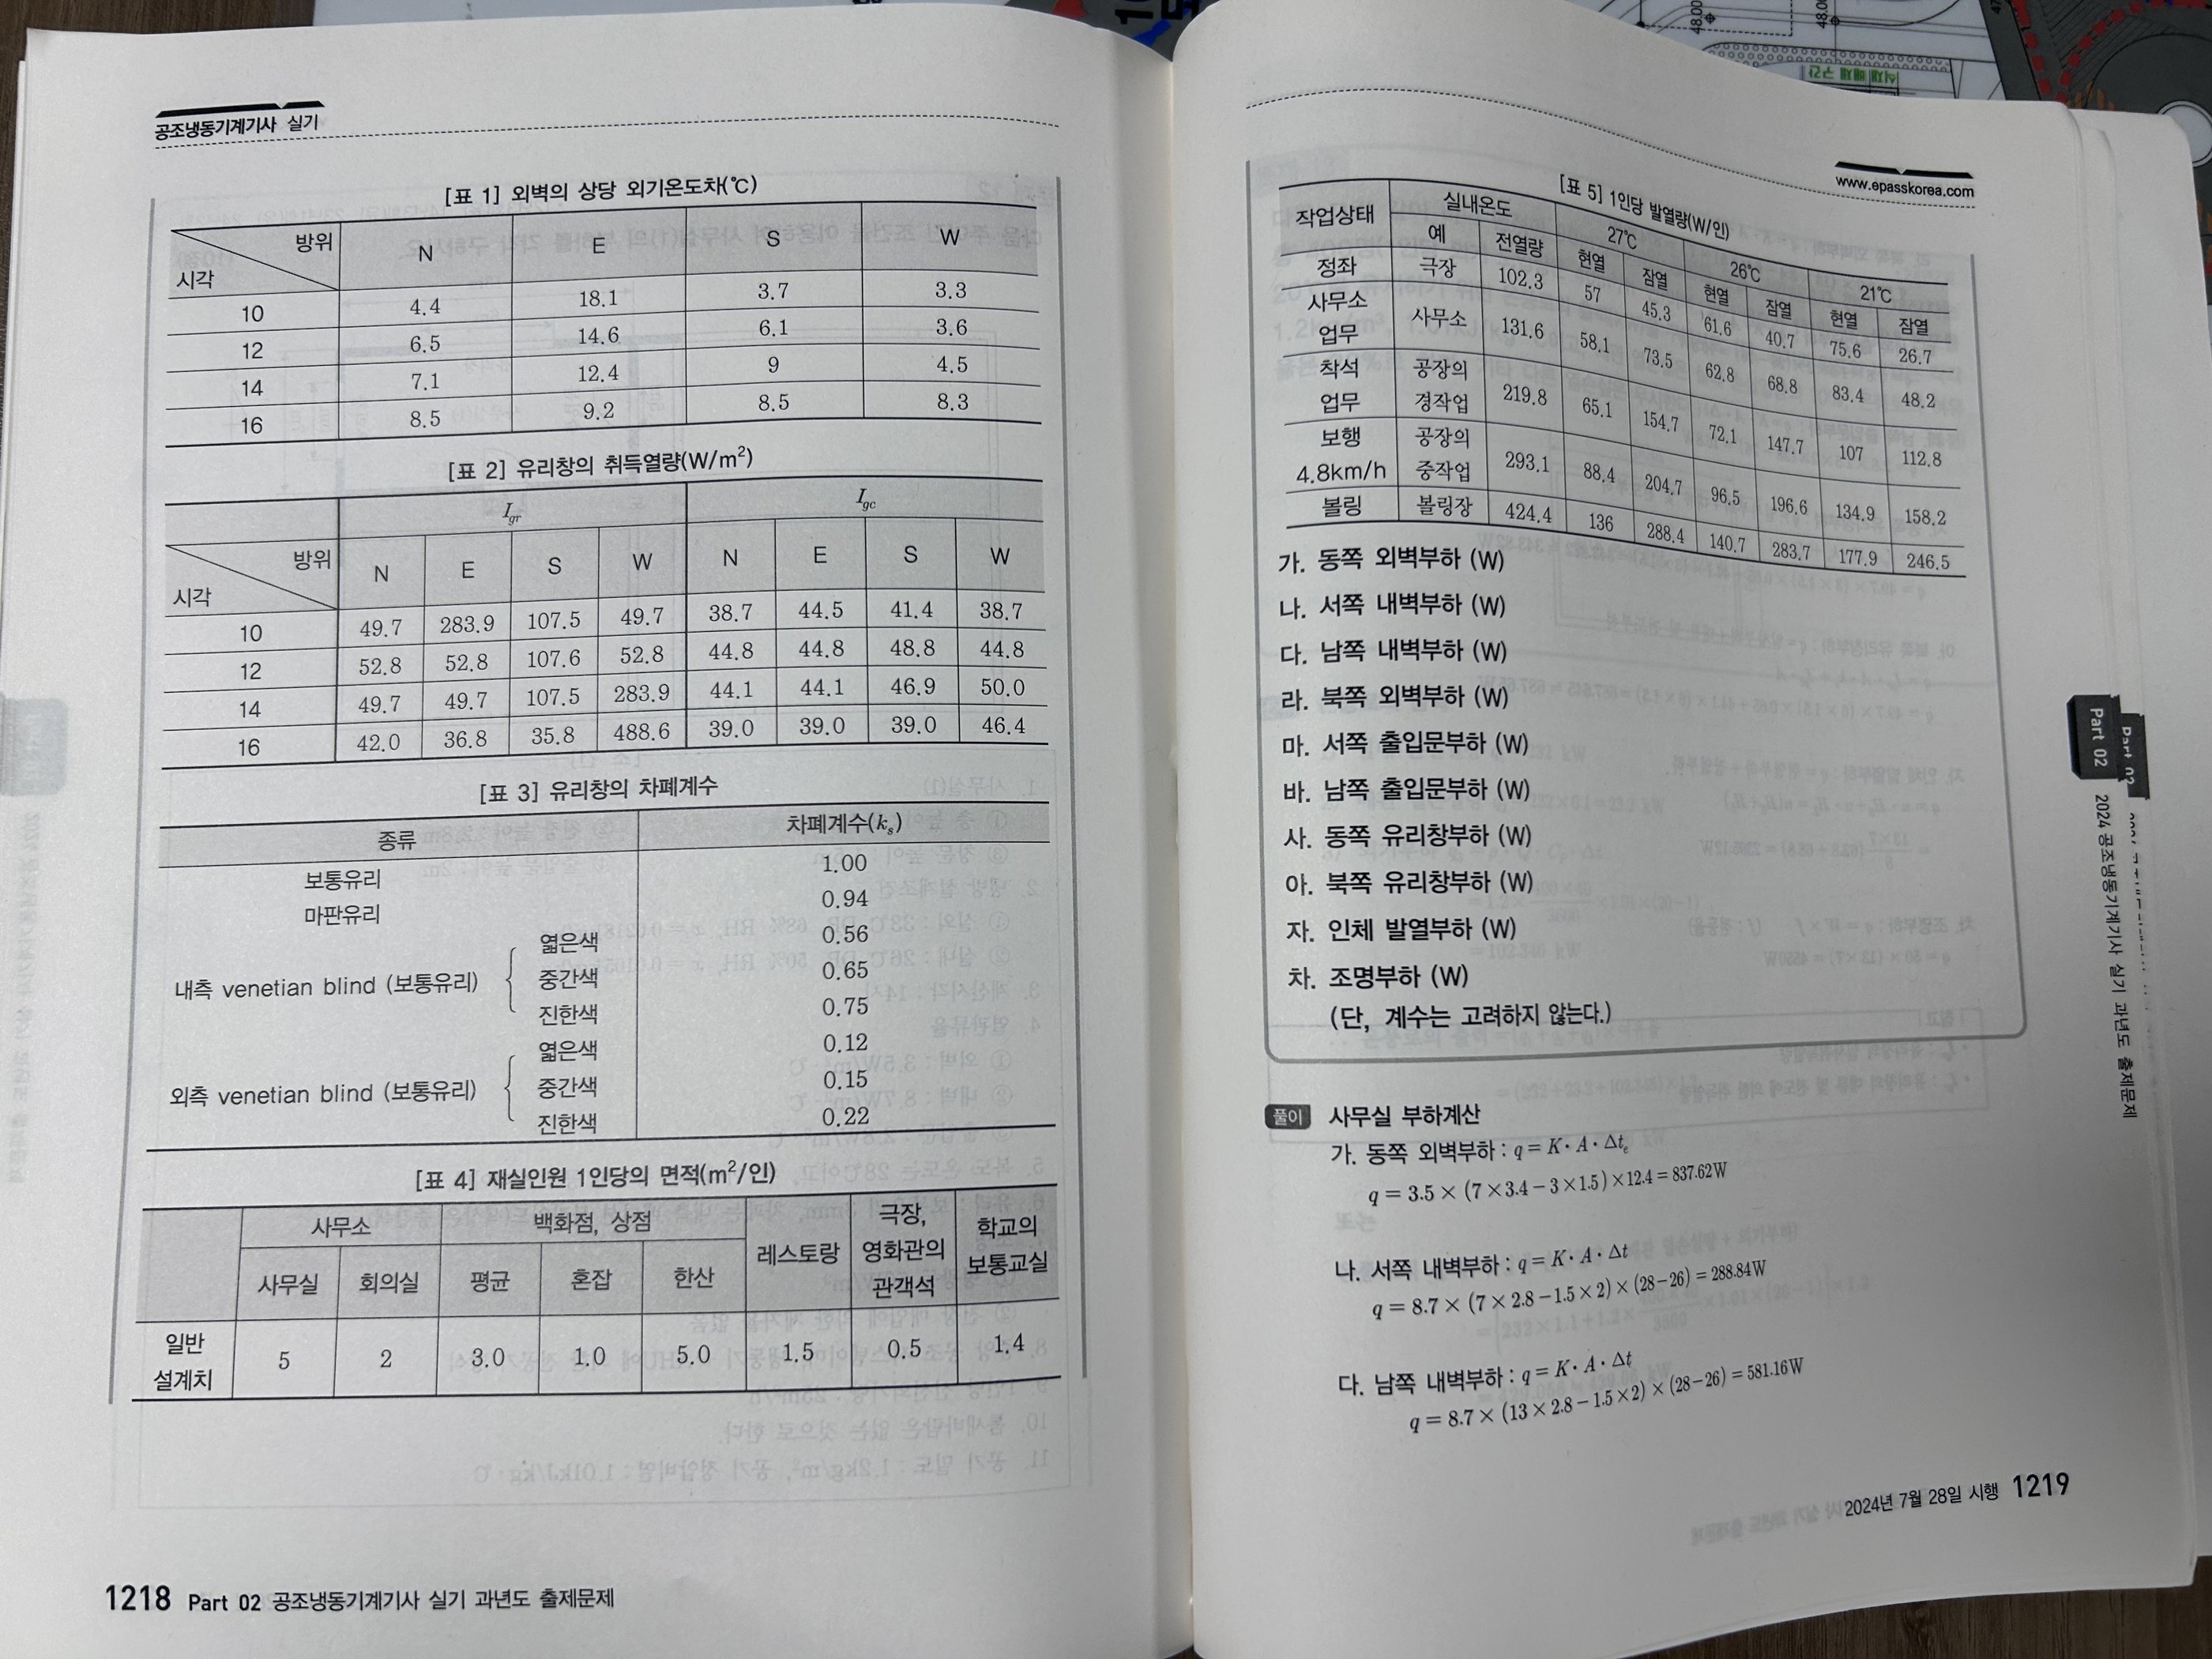 공조냉동기계기사 실기
[표 1] 외벽의 상당 외기온도차(℃)
방위 시각 N E S W
10 4.4 18.1 3.7 3.3
12 6.5 14.6 6.1 3.6
14 7.1 12.4 9 4.5
16 8.5 9.2 8.5 8.3
[표 2] 유리창의 취득열량(W/m²)
Igr Igc
방위 시각 N E S W N E S W
10 49.7 283.9 107.5 49.7 38.7 44.5 41.4 38.7
12 52.8 52.8 107.6 52.8 44.8 44.8 48.8 44.8
14 49.7 49.7 107.5 283.9 44.1 44.1 46.9 50.0
16 42.0 36.8 35.8 488.6 39.0 39.0 39.0 46.4
[표 3] 유리창의 차폐계수
종류 차폐계수(ks)
보통유리 1.00
마판유리 0.94
내측 venetian blind (보통유리)
엷은색 0.56
중간색 0.65
진한색 0.75
외측 venetian blind (보통유리)
엷은색 0.12
중간색 0.15
진한색 0.22
[표 4] 재실인원 1인당의 면적(m²/인)
사무소 백화점, 상점 레스토랑 극장, 영화관의 관객석 학교의 보통교실
사무실 회의실 평균 혼잡 한산
일반 설계치 5 2 3.0 1.0 5.0 1.5 0.5 1.4
1218 Part 02 공조냉동기계기사 실기 과년도 출제문제
www.epasskorea.com
[표 5] 1인당 발열량(W/인)
작업상태 실내온도 27℃ 26℃ 21℃
예 전열량 현열 잠열 현열 잠열 현열 잠열
정좌 극장 102.3 57 45.3 61.6 40.7 75.6 26.7
사무소 업무 사무소 131.6 58.1 73.5 62.8 68.8 83.4 48.2
착석 업무 공장의 경작업 219.8 65.1 154.7 72.1 147.7 107 112.8
보행 4.8km/h 공장의 중작업 293.1 88.4 204.7 96.5 196.6 134.9 158.2
볼링 볼링장 424.4 136 288.4 140.7 283.7 177.9 246.5
가. 동쪽 외벽부하 (W)
나. 서쪽 내벽부하 (W)
다. 남쪽 내벽부하 (W)
라. 북쪽 외벽부하 (W)
마. 서쪽 출입문부하 (W)
바. 남쪽 출입문부하 (W)
사. 동쪽 유리창부하 (W)
아. 북쪽 유리창부하 (W)
자. 인체 발열부하 (W)
차. 조명부하 (W)
(단, 계수는 고려하지 않는다.)
풀이 사무실 부하계산
가. 동쪽 외벽부하 : q = K · A · Δte
q = 3.5 × (7 × 3.4 − 3 × 1.5) × 12.4 = 837.62W
나. 서쪽 내벽부하 : q = K · A · Δt
q = 8.7 × (7 × 2.8 − 1.5 × 2) × (28−26) = 288.84W
다. 남쪽 내벽부하 : q = K · A · Δt
q = 8.7 × (13 × 2.8 − 1.5 × 2) × (28−26) = 581.16W
2024년 7월 28일 시행 1219
Part 02 2024 공조냉동기계기사 실기 과년도 출제문제
Part 02
48.00
48.00
식재 배제 구간